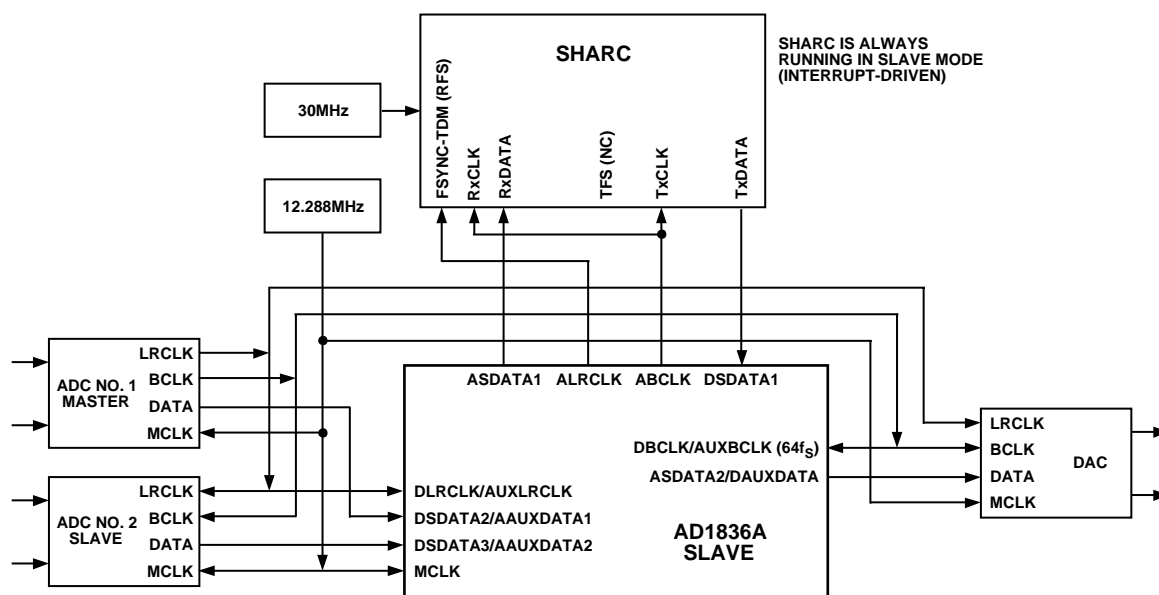 SHARC
SHARC IS ALWAYS
RUNNING IN SLAVE MODE
(INTERRUPT-DRIVEN)
30MHz
FSYNC-TDM (RFS)
RxCLK
RxDATA
TFS (NC)
TxCLK
TxDATA
12.288MHz
ADC NO. 1
MASTER
LRCLK
BCLK
DATA
MCLK
ADC NO. 2
SLAVE
LRCLK
BCLK
DATA
MCLK
ASDATA1
ALRCLK
ABCLK
DSDATA1
DBCLK/AUXBCLK (64fS)
ASDATA2/DAUXDATA
DLRCLK/AUXLRCLK
DSDATA2/AAUXDATA1
DSDATA3/AAUXDATA2
MCLK
AD1836A
SLAVE
LRCLK
BCLK
DATA
MCLK
DAC